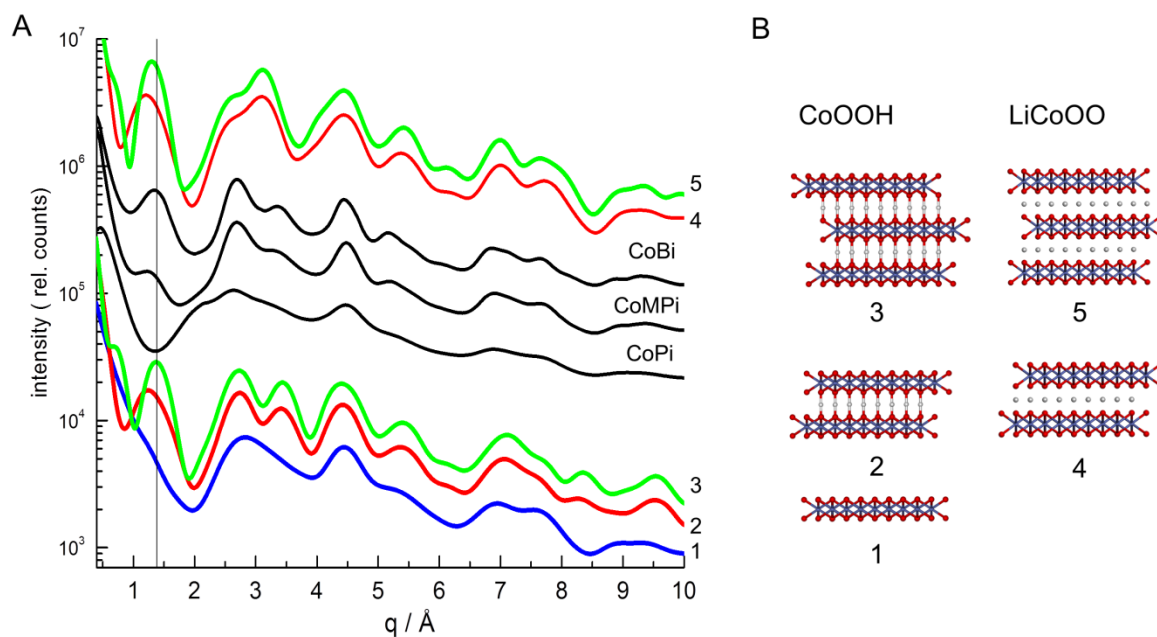 A
B
intensity ( rel. counts)
10^7
10^6
10^5
10^4
10^3
5
4
CoBi
CoMPi
CoPi
3
2
1
1 2 3 4 5 6 7 8 9 10
q / Å
CoOOH LiCoOO
3 5
2 4
1